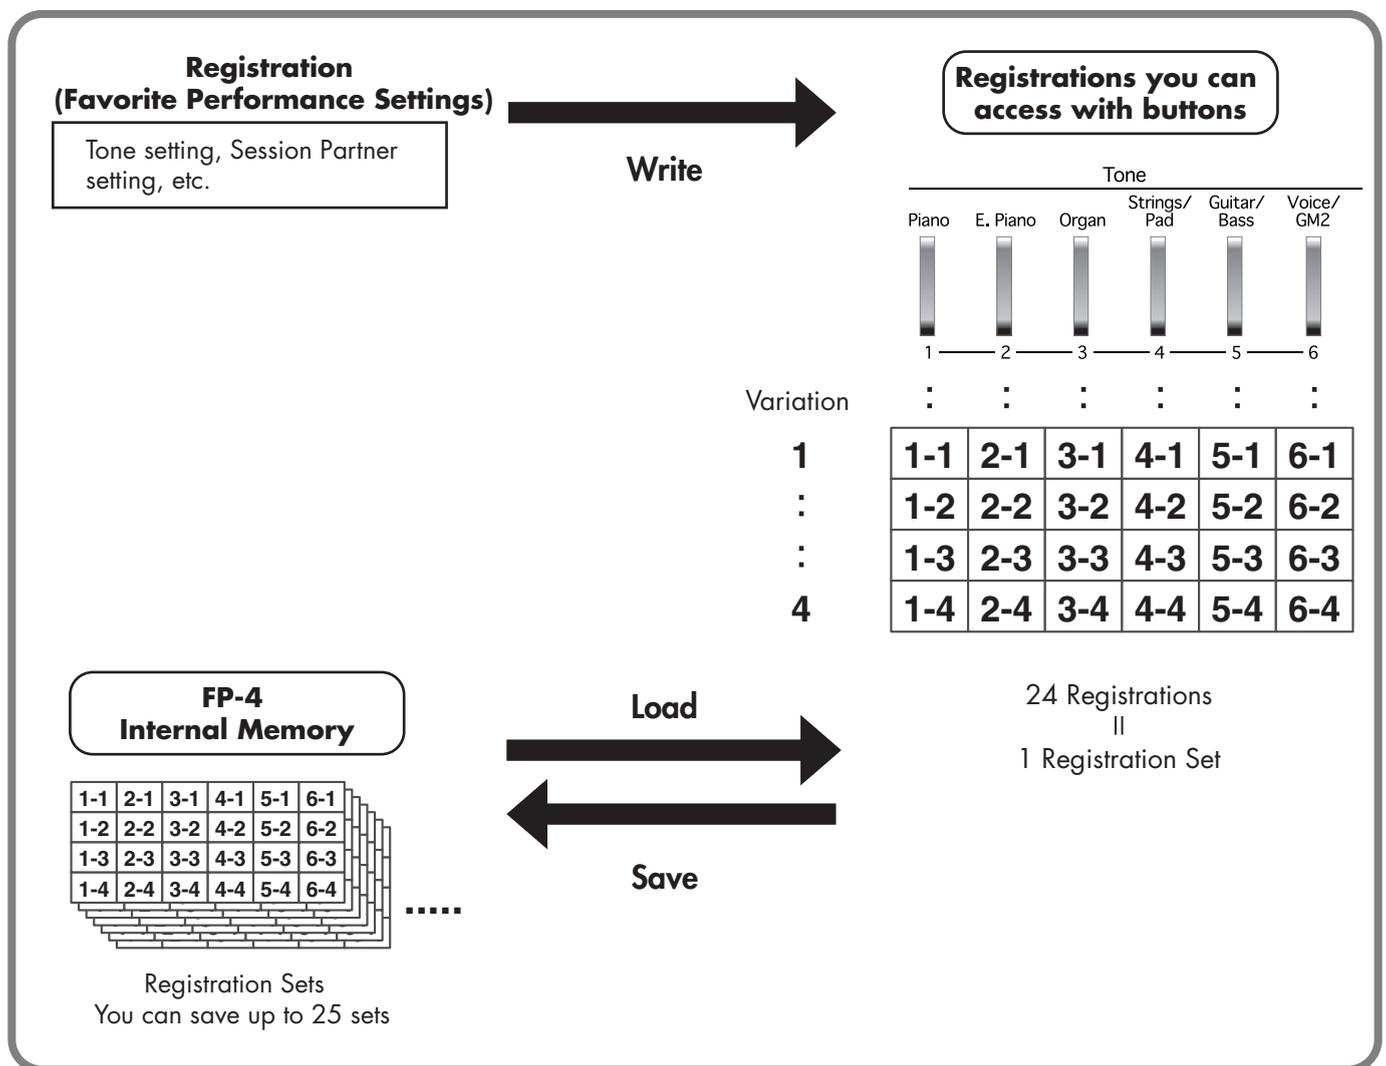 Registration
(Favorite Performance Settings)
Tone setting, Session Partner
setting, etc.
Write
Registrations you can
access with buttons
Tone
Piano E. Piano Organ Strings/ Pad Guitar/ Bass Voice/ GM2
1 2 3 4 5 6
: : : : : :
Variation
1 1-1 2-1 3-1 4-1 5-1 6-1
: 1-2 2-2 3-2 4-2 5-2 6-2
: 1-3 2-3 3-3 4-3 5-3 6-3
4 1-4 2-4 3-4 4-4 5-4 6-4
24 Registrations
=
1 Registration Set
FP-4
Internal Memory
Load
Save
1-1 2-1 3-1 4-1 5-1 6-1
1-2 2-2 3-2 4-2 5-2 6-2
1-3 2-3 3-3 4-3 5-3 6-3
1-4 2-4 3-4 4-4 5-4 6-4
.....
Registration Sets
You can save up to 25 sets